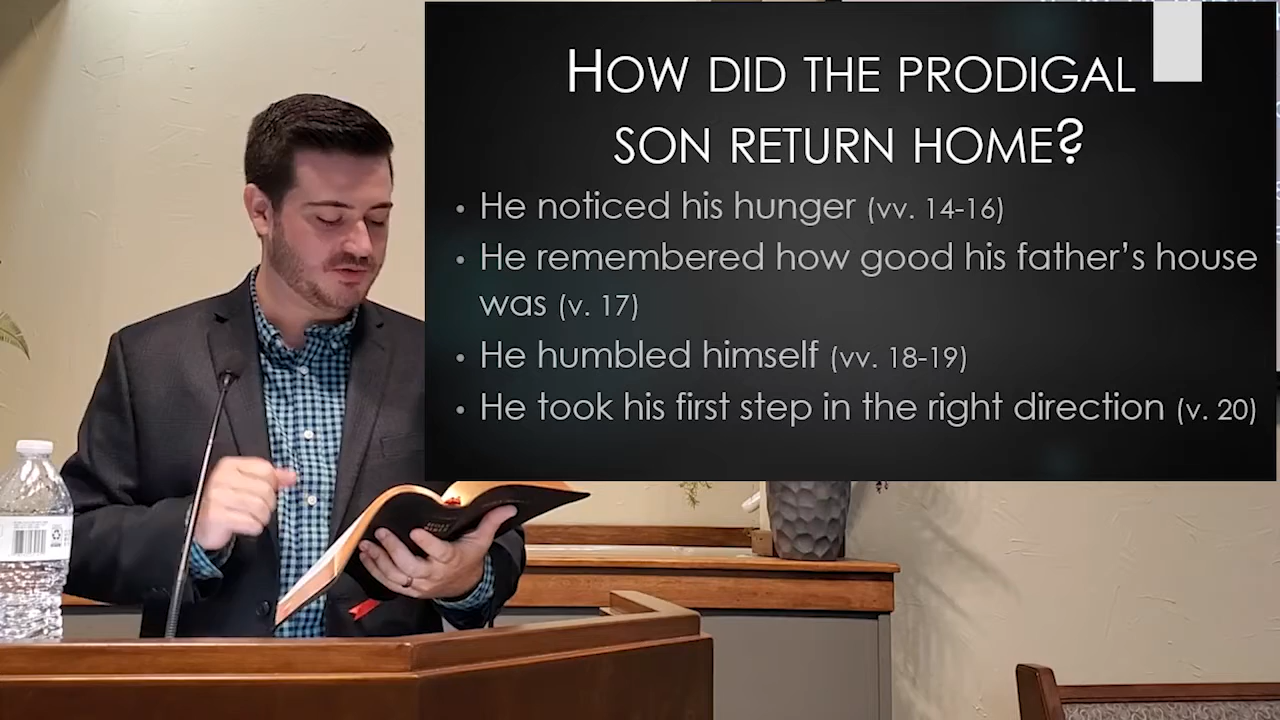 HOW DID THE PRODIGAL
SON RETURN HOME?
• He noticed his hunger (vv. 14-16)
• He remembered how good his father’s house
was (v. 17)
• He humbled himself (vv. 18-19)
• He took his first step in the right direction (v. 20)
HOLY
BIBLE